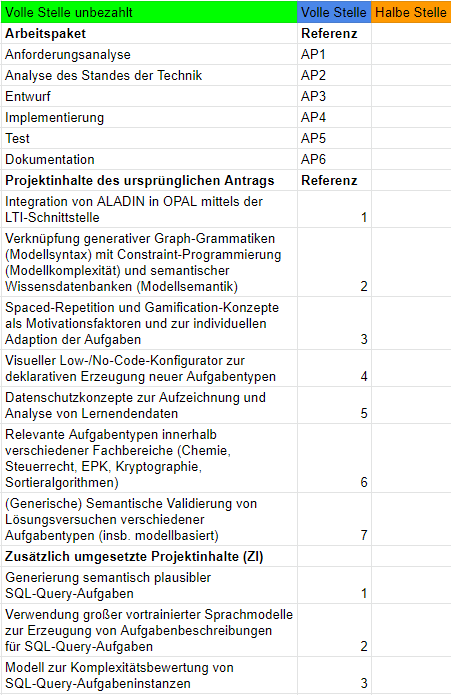 Volle Stelle unbezahlt Volle Stelle Halbe Stelle
Arbeitspaket Referenz
Anforderungsanalyse AP1
Analyse des Standes der Technik AP2
Entwurf AP3
Implementierung AP4
Test AP5
Dokumentation AP6
Projektinhalte des ursprünglichen Antrags Referenz
Integration von ALADIN in OPAL mittels der
LTI-Schnittstelle 1
Verknüpfung generativer Graph-Grammatiken
(Modellsyntax) mit Constraint-Programmierung
(Modellkomplexität) und semantischer
Wissensdatenbanken (Modellsemantik) 2
Spaced-Repetition und Gamification-Konzepte
als Motivationsfaktoren und zur individuellen
Adaption der Aufgaben 3
Visueller Low-/No-Code-Konfigurator zur
deklarativen Erzeugung neuer Aufgabentypen 4
Datenschutzkonzepte zur Aufzeichnung und
Analyse von Lernendendaten 5
Relevante Aufgabentypen innerhalb
verschiedener Fachbereiche (Chemie,
Steuerrecht, EPK, Kryptographie,
Sortieralgorithmen) 6
(Generische) Semantische Validierung von
Lösungsversuchen verschiedener
Aufgabentypen (insb. modellbasiert) 7
Zusätzlich umgesetzte Projektinhalte (ZI)
Generierung semantisch plausibler
SQL-Query-Aufgaben 1
Verwendung großer vortrainierter Sprachmodelle
zur Erzeugung von Aufgabenbeschreibungen
für SQL-Query-Aufgaben 2
Modell zur Komplexitätsbewertung von
SQL-Query-Aufgabeninstanzen 3